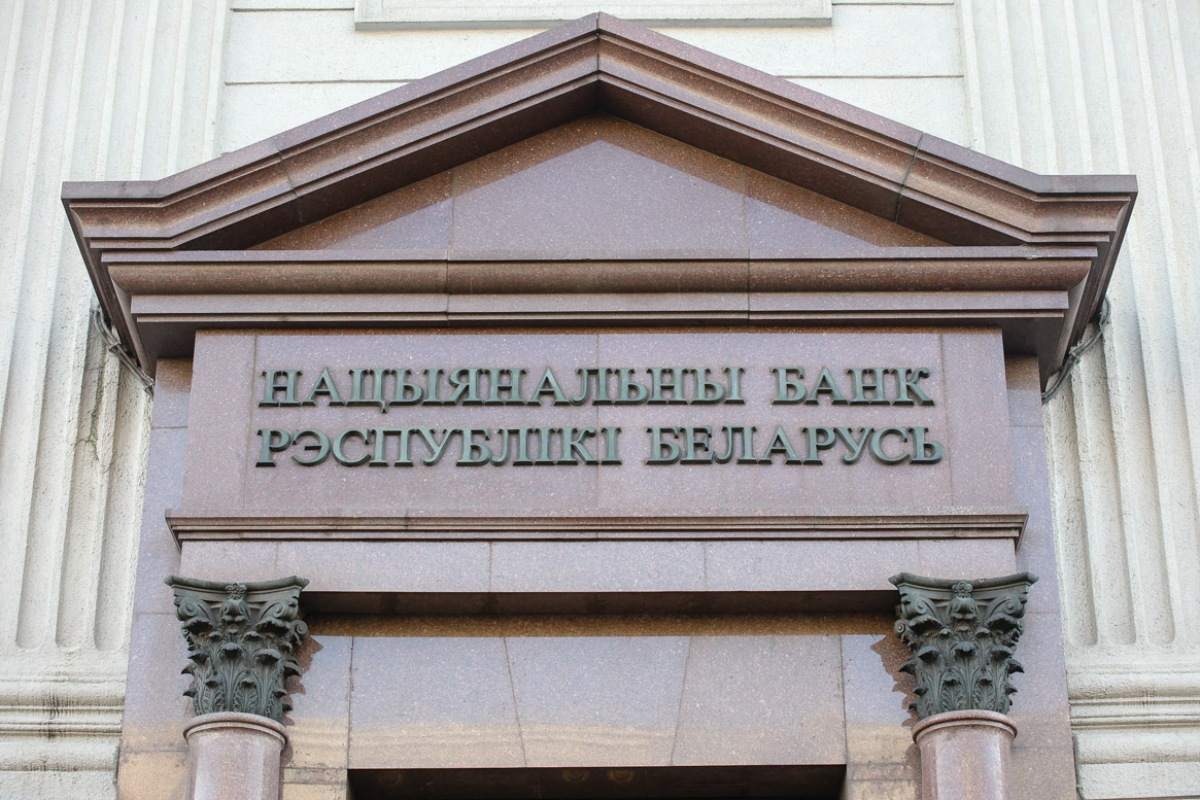 НАЦЫЯНАЛЬНЫ БАНК
РЭСПУБЛІКІ БЕЛАРУСЬ